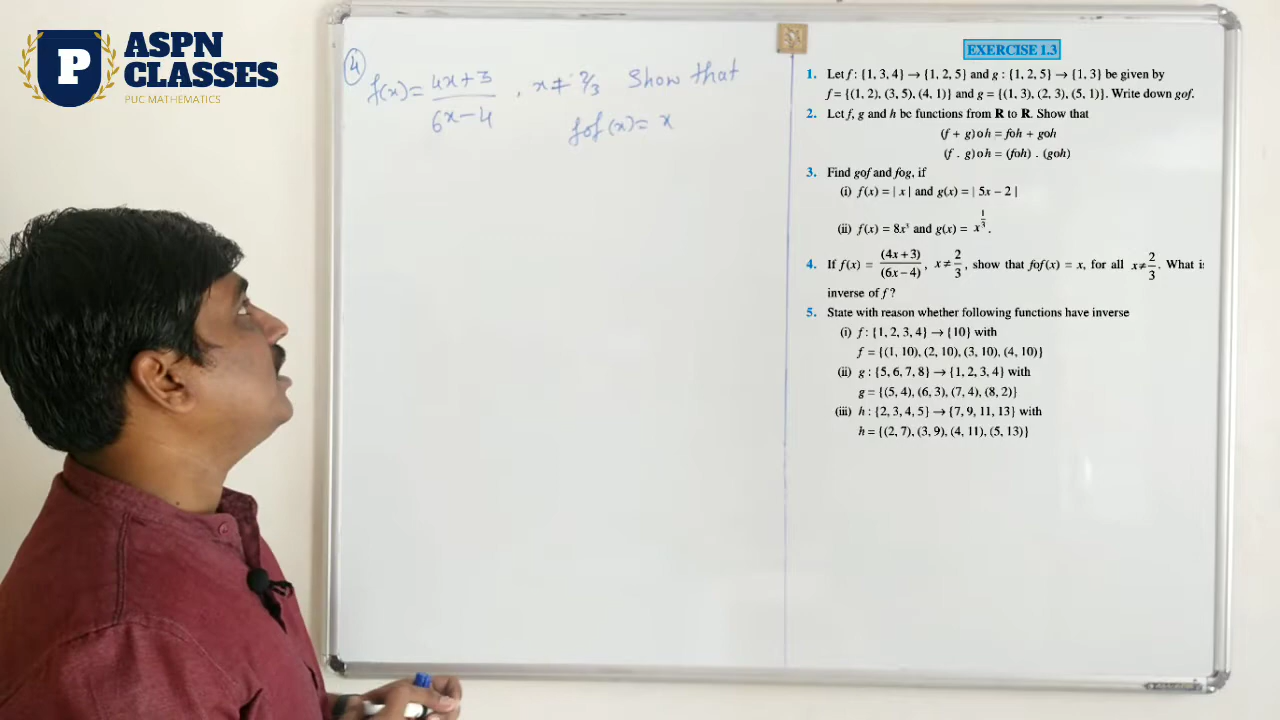 P
ASPN
CLASSES
PUC MATHEMATICS
④
f(x) = 4x+3 / 6x-4 , x ≠ 2/3 Show that
fof(x) = x
EXERCISE 1.3
1. Let f : {1, 3, 4} → {1, 2, 5} and g : {1, 2, 5} → {1, 3} be given by
f = {(1, 2), (3, 5), (4, 1)} and g = {(1, 3), (2, 3), (5, 1)}. Write down gof.
2. Let f, g and h be functions from R to R. Show that
(f + g) o h = foh + goh
(f . g) o h = (foh) . (goh)
3. Find gof and fog, if
(i) f(x) = | x | and g(x) = | 5x – 2 |
(ii) f(x) = 8x³ and g(x) = x^(1/3).
4. If f(x) = (4x + 3)/(6x – 4), x ≠ 2/3, show that fof(x) = x, for all x ≠ 2/3. What i
inverse of f ?
5. State with reason whether following functions have inverse
(i) f : {1, 2, 3, 4} → {10} with
f = {(1, 10), (2, 10), (3, 10), (4, 10)}
(ii) g : {5, 6, 7, 8} → {1, 2, 3, 4} with
g = {(5, 4), (6, 3), (7, 4), (8, 2)}
(iii) h : {2, 3, 4, 5} → {7, 9, 11, 13} with
h = {(2, 7), (3, 9), (4, 11), (5, 13)}